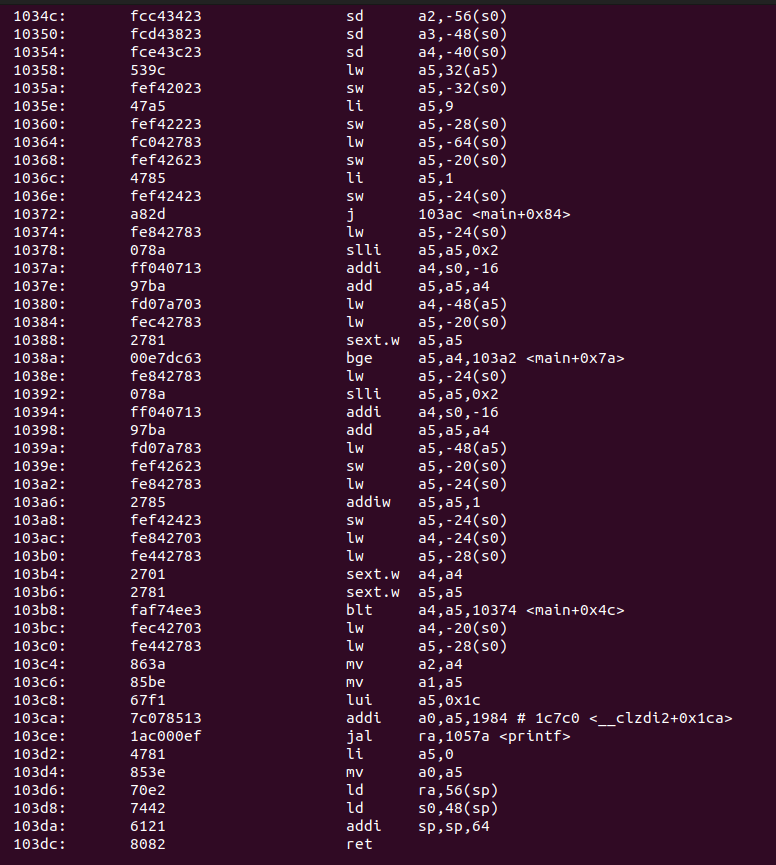 1034c: fcc43423 sd a2,-56(s0)
10350: fcd43823 sd a3,-48(s0)
10354: fce43c23 sd a4,-40(s0)
10358: 539c lw a5,32(a5)
1035a: fef42023 sw a5,-32(s0)
1035e: 47a5 li a5,9
10360: fef42223 sw a5,-28(s0)
10364: fc042783 lw a5,-64(s0)
10368: fef42623 sw a5,-20(s0)
1036c: 4785 li a5,1
1036e: fef42423 sw a5,-24(s0)
10372: a82d j 103ac <main+0x84>
10374: fe842783 lw a5,-24(s0)
10378: 078a slli a5,a5,0x2
1037a: ff040713 addi a4,s0,-16
1037e: 97ba add a5,a5,a4
10380: fd07a703 lw a4,-48(a5)
10384: fec42783 lw a5,-20(s0)
10388: 2781 sext.w a5,a5
1038a: 00e7dc63 bge a5,a4,103a2 <main+0x7a>
1038e: fe842783 lw a5,-24(s0)
10392: 078a slli a5,a5,0x2
10394: ff040713 addi a4,s0,-16
10398: 97ba add a5,a5,a4
1039a: fd07a783 lw a5,-48(a5)
1039e: fef42623 sw a5,-20(s0)
103a2: fe842783 lw a5,-24(s0)
103a6: 2785 addiw a5,a5,1
103a8: fef42423 sw a5,-24(s0)
103ac: fe842703 lw a4,-24(s0)
103b0: fe442783 lw a5,-28(s0)
103b4: 2701 sext.w a4,a4
103b6: 2781 sext.w a5,a5
103b8: faf74ee3 blt a4,a5,10374 <main+0x4c>
103bc: fec42703 lw a4,-20(s0)
103c0: fe442783 lw a5,-28(s0)
103c4: 863a mv a2,a4
103c6: 85be mv a1,a5
103c8: 67f1 lui a5,0x1c
103ca: 7c078513 addi a0,a5,1984 # 1c7c0 <__clzdi2+0x1ca>
103ce: 1ac000ef jal ra,1057a <printf>
103d2: 4781 li a5,0
103d4: 853e mv a0,a5
103d6: 70e2 ld ra,56(sp)
103d8: 7442 ld s0,48(sp)
103da: 6121 addi sp,sp,64
103dc: 8082 ret